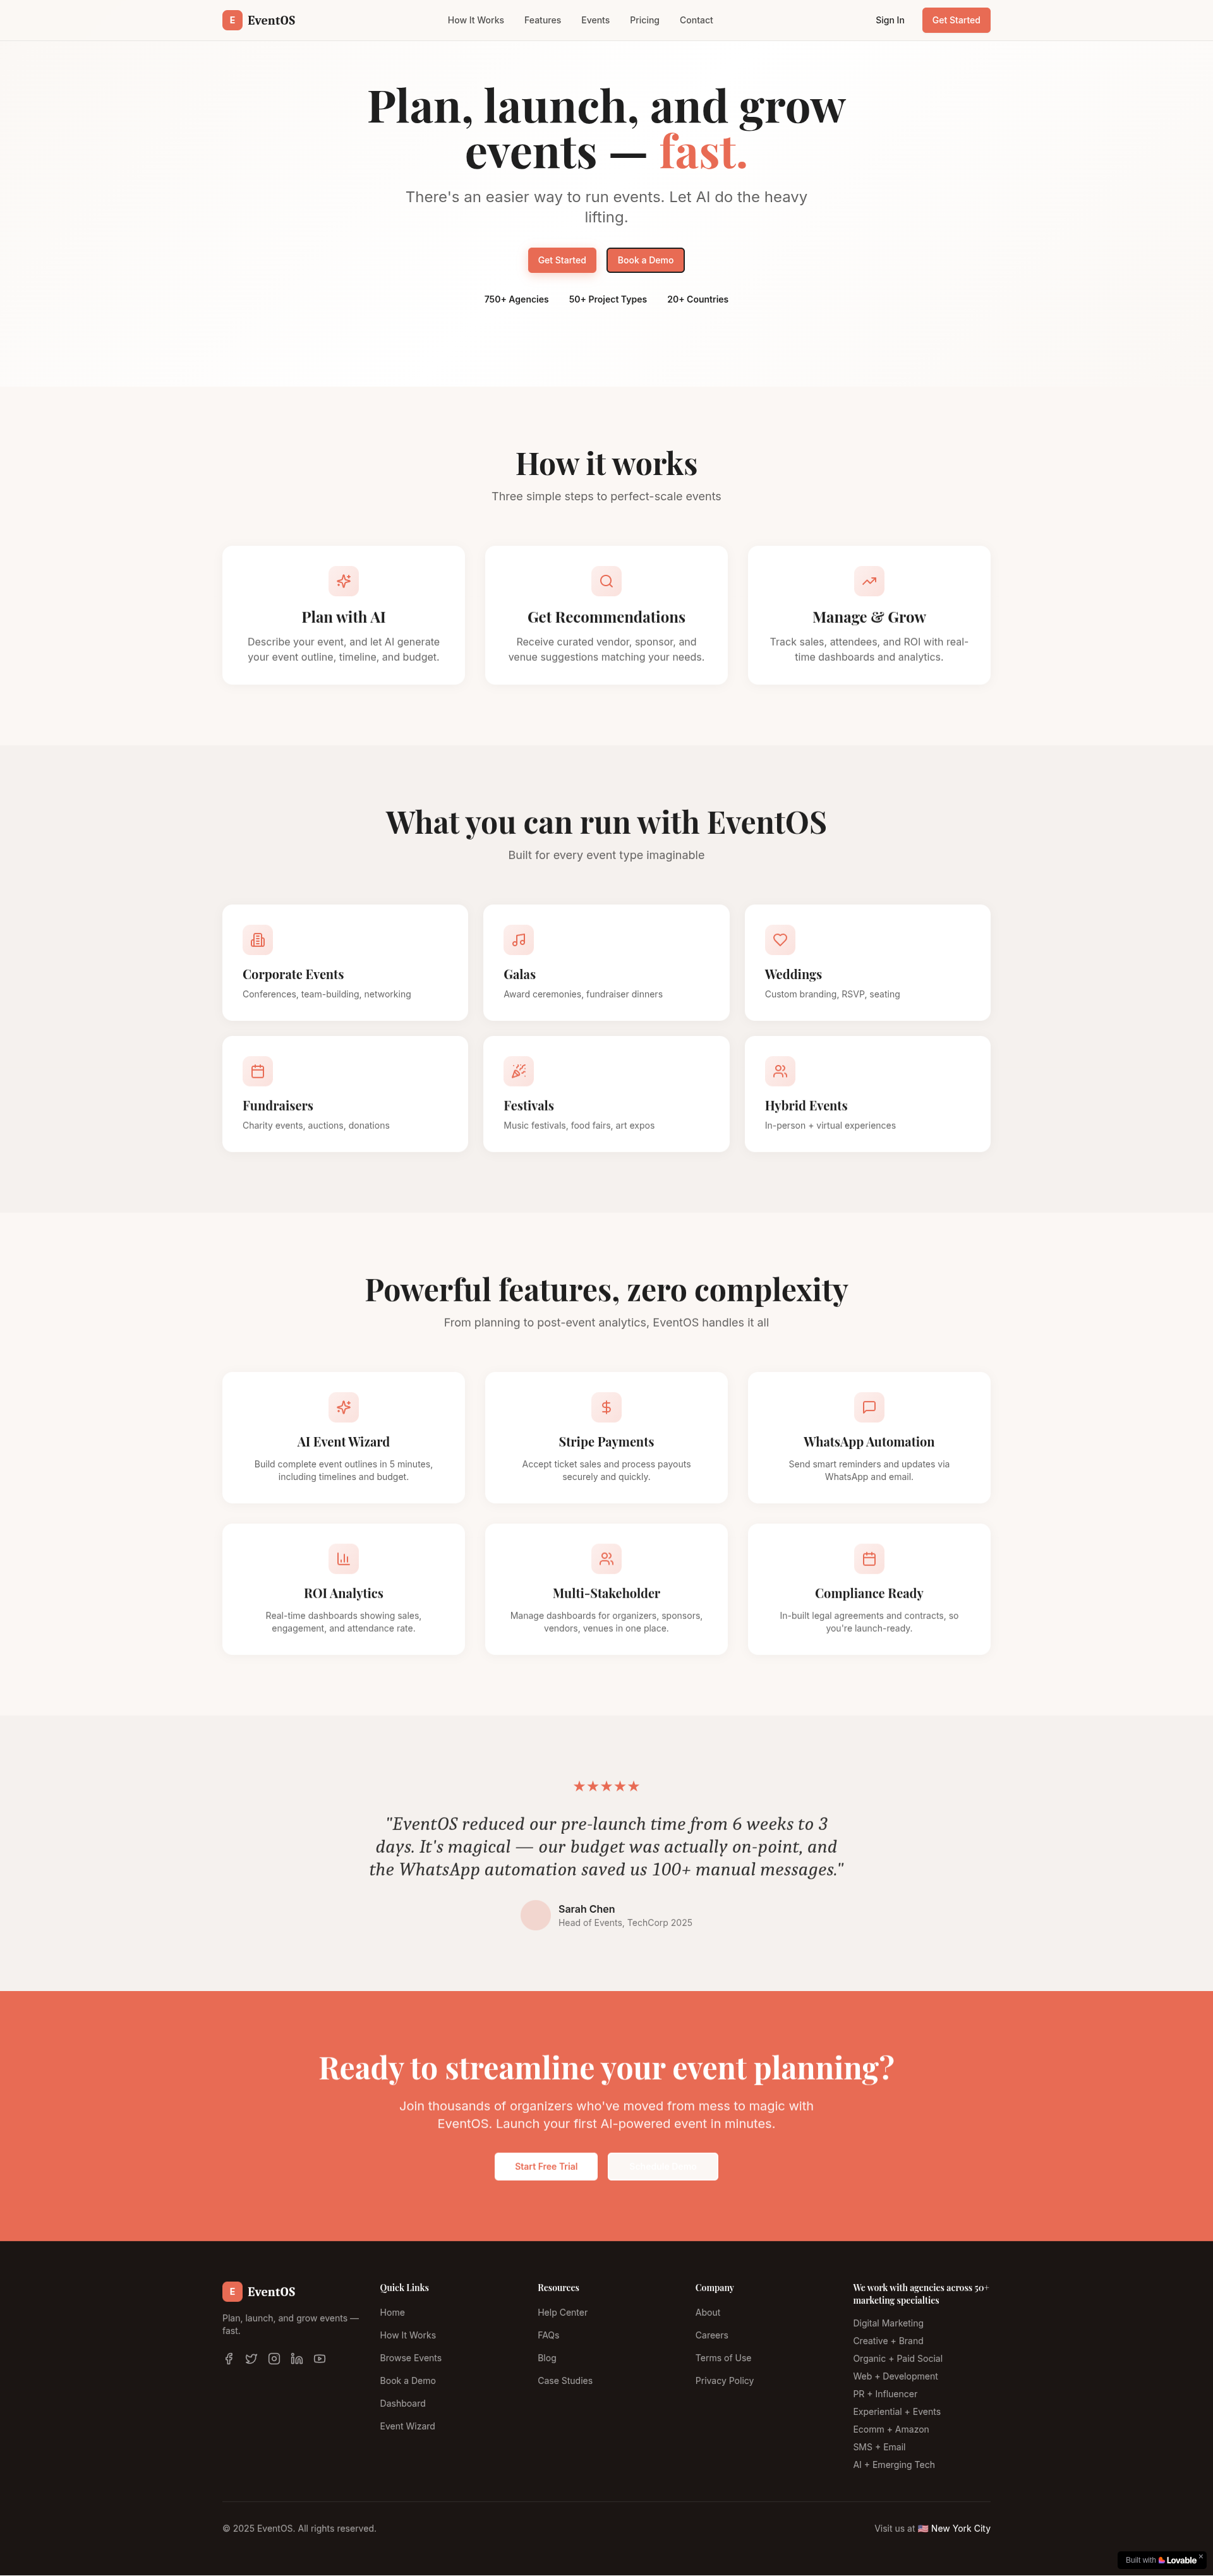 E EventOS
How It Works
Features
Events
Pricing
Contact
Sign In
Get Started
Plan, launch, and grow
events — fast.
There's an easier way to run events. Let AI do the heavy
lifting.
Get Started
Book a Demo
750+ Agencies
50+ Project Types
20+ Countries
How it works
Three simple steps to perfect-scale events
Plan with AI
Describe your event, and let AI generate
your event outline, timeline, and budget.
Get Recommendations
Receive curated vendor, sponsor, and
venue suggestions matching your needs.
Manage & Grow
Track sales, attendees, and ROI with real-
time dashboards and analytics.
What you can run with EventOS
Built for every event type imaginable
Corporate Events
Conferences, team-building, networking
Galas
Award ceremonies, fundraiser dinners
Weddings
Custom branding, RSVP, seating
Fundraisers
Charity events, auctions, donations
Festivals
Music festivals, food fairs, art expos
Hybrid Events
In-person + virtual experiences
Powerful features, zero complexity
From planning to post-event analytics, EventOS handles it all
AI Event Wizard
Build complete event outlines in 5 minutes,
including timelines and budget.
Stripe Payments
Accept ticket sales and process payouts
securely and quickly.
WhatsApp Automation
Send smart reminders and updates via
WhatsApp and email.
ROI Analytics
Real-time dashboards showing sales,
engagement, and attendance rate.
Multi-Stakeholder
Manage dashboards for organizers, sponsors,
vendors, venues in one place.
Compliance Ready
In-built legal agreements and contracts, so
you're launch-ready.
★★★★★
"EventOS reduced our pre-launch time from 6 weeks to 3
days. It's magical — our budget was actually on-point, and
the WhatsApp automation saved us 100+ manual messages."
Sarah Chen
Head of Events, TechCorp 2025
Ready to streamline your event planning?
Join thousands of organizers who've moved from mess to magic with
EventOS. Launch your first AI-powered event in minutes.
Start Free Trial
E EventOS
Plan, launch, and grow events —
fast.
Quick Links
Home
How It Works
Browse Events
Book a Demo
Dashboard
Event Wizard
Resources
Help Center
FAQs
Blog
Case Studies
Company
About
Careers
Terms of Use
Privacy Policy
We work with agencies across 50+
marketing specialties
Digital Marketing
Creative + Brand
Organic + Paid Social
Web + Development
PR + Influencer
Experiential + Events
Ecomm + Amazon
SMS + Email
AI + Emerging Tech
© 2025 EventOS. All rights reserved.
Visit us at 🇺🇸 New York City
Built with Lovable